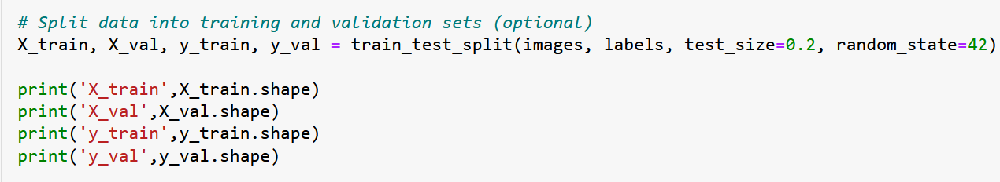 # Split data into training and validation sets (optional)
X_train, X_val, y_train, y_val = train_test_split(images, labels, test_size=0.2, random_state=42)
print('X_train',X_train.shape)
print('X_val',X_val.shape)
print('y_train',y_train.shape)
print('y_val',y_val.shape)